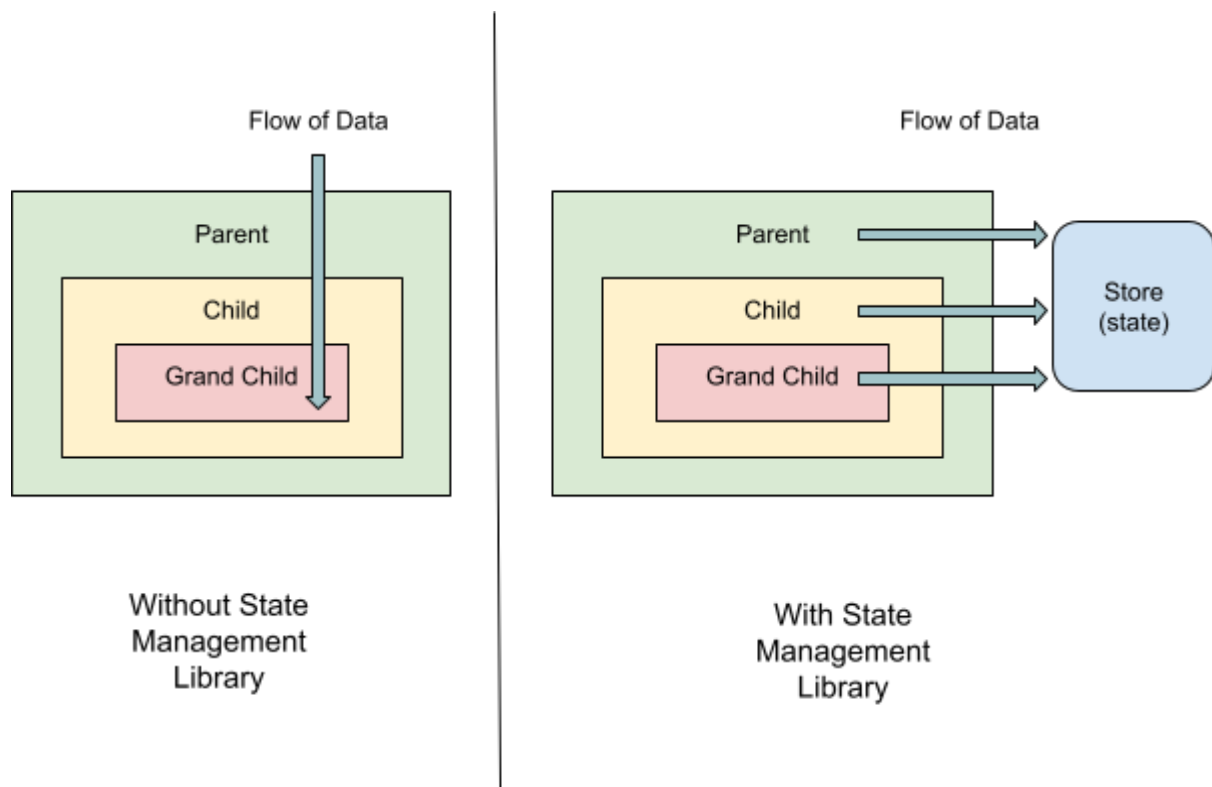 Flow of Data
Parent
Child
Grand Child
Without State
Management
Library
Flow of Data
Parent
Child
Grand Child
Store
(state)
With State
Management
Library